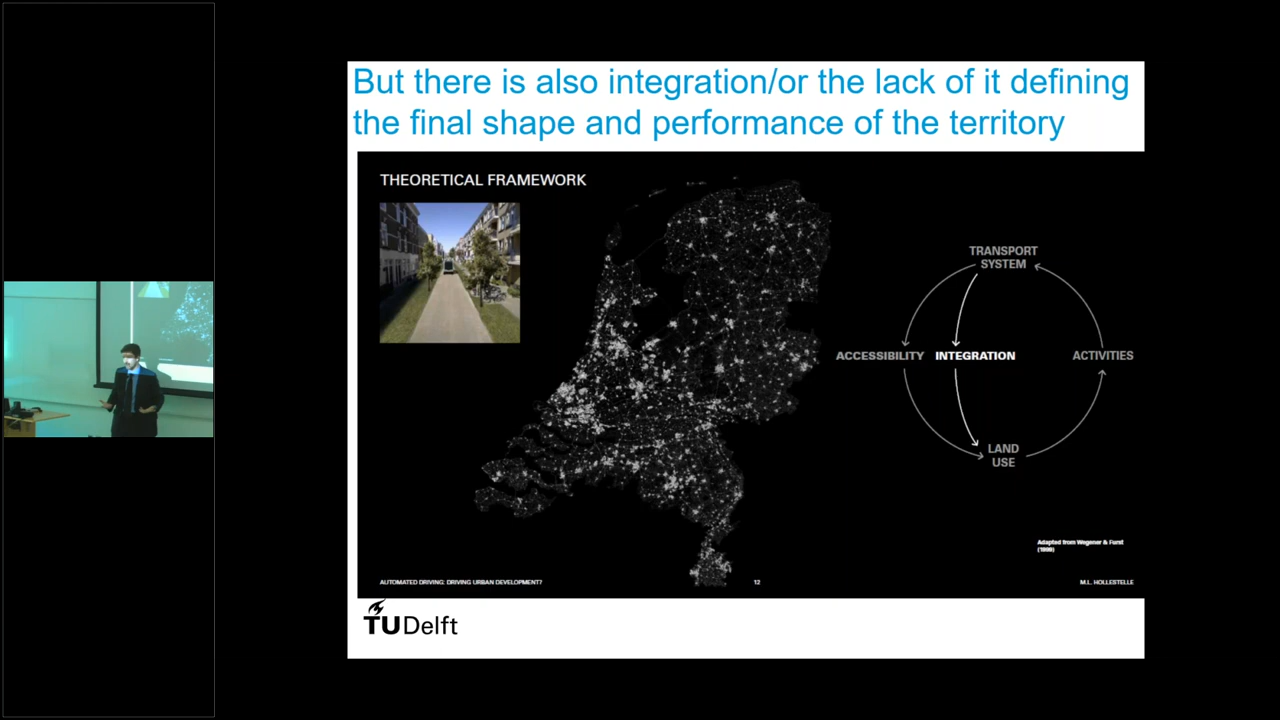 But there is also integration/or the lack of it defining
the final shape and performance of the territory
THEORETICAL FRAMEWORK
TRANSPORT
SYSTEM
ACCESSIBILITY
INTEGRATION
ACTIVITIES
LAND
USE
Adapted from Wegener & Furst
(1999)
AUTOMATED DRIVING: DRIVING URBAN DEVELOPMENT?
12
M.L. HOLLESTELLE
TUDelft